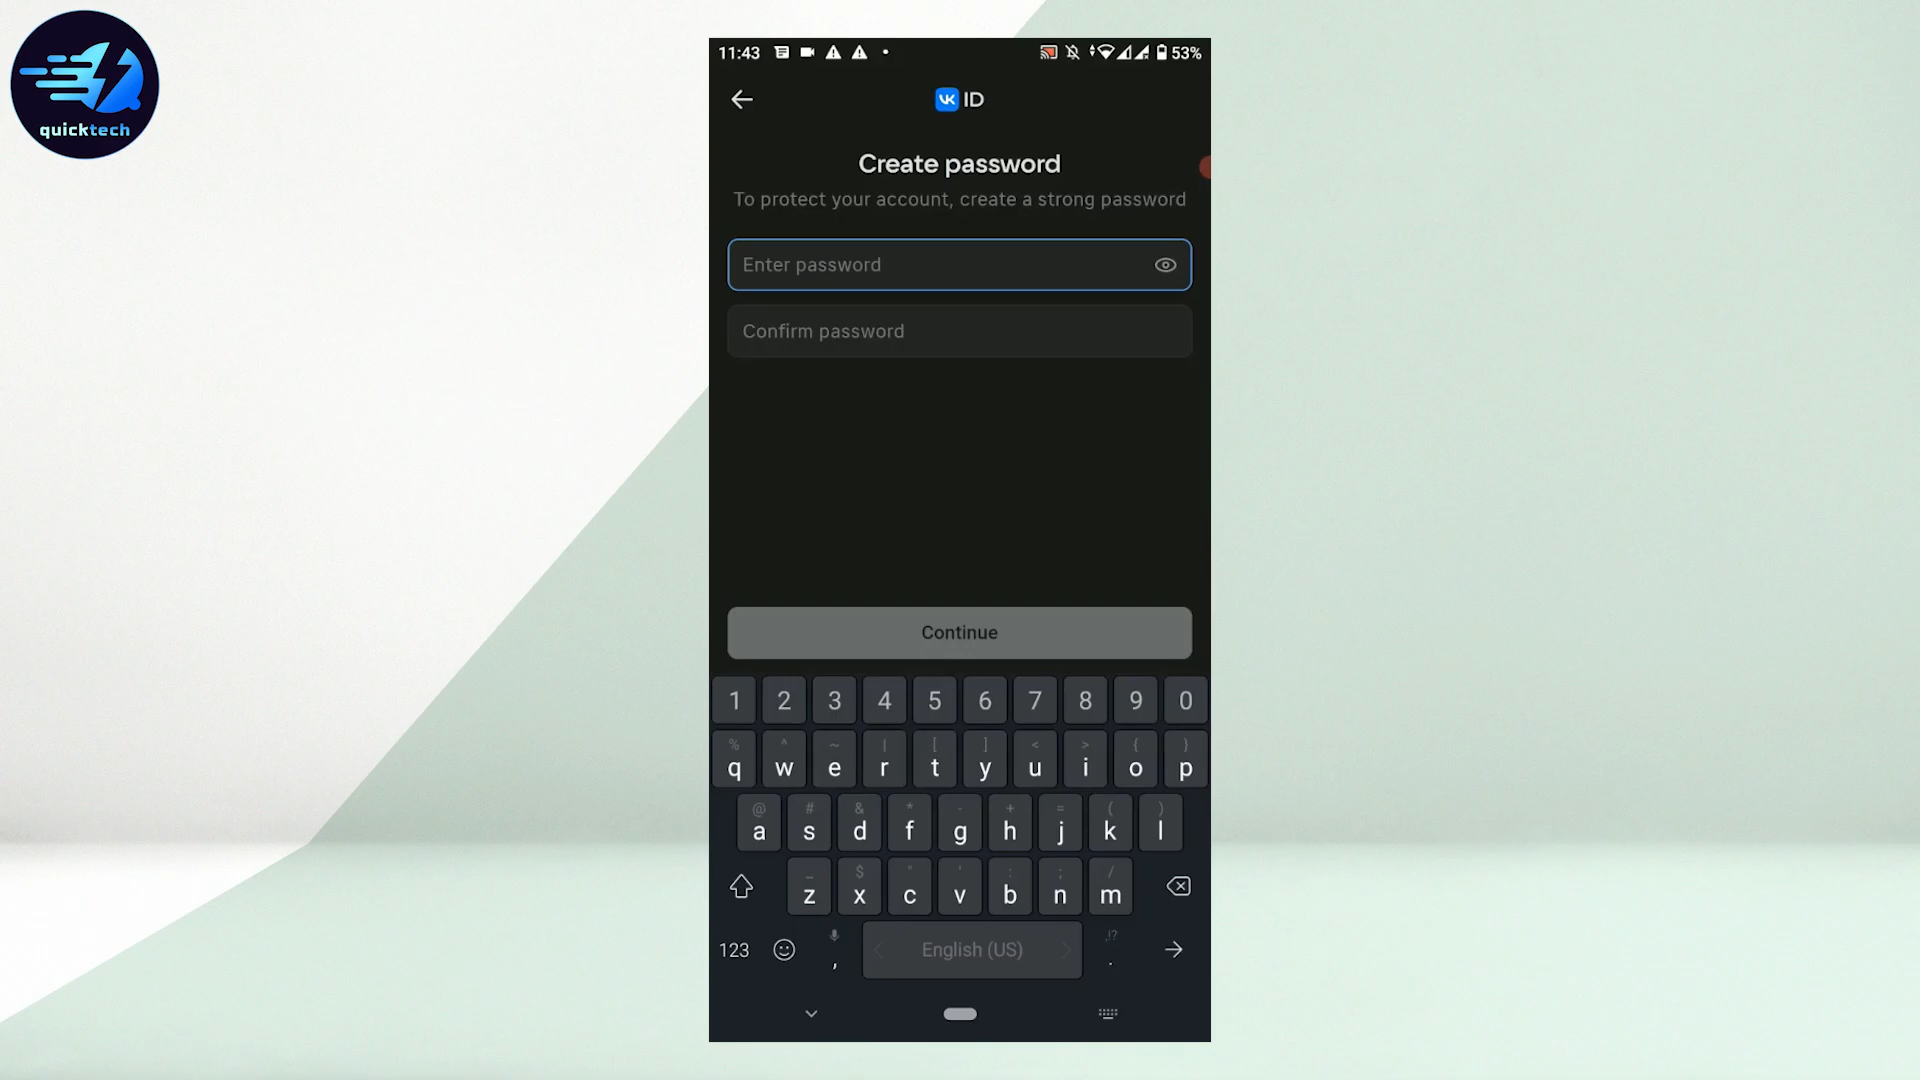 quicktech
11:43 53%
VK ID
Create password
To protect your account, create a strong password
Enter password
Confirm password
Continue
1 2 3 4 5 6 7 8 9 0
% ^ ~ | [ ] < > { }
q w e r t y u i o p
@ # & * - + = ( )
a s d f g h j k l
_ $ " ' : ; /
z x c v b n m
,!?
123 , English (US) .